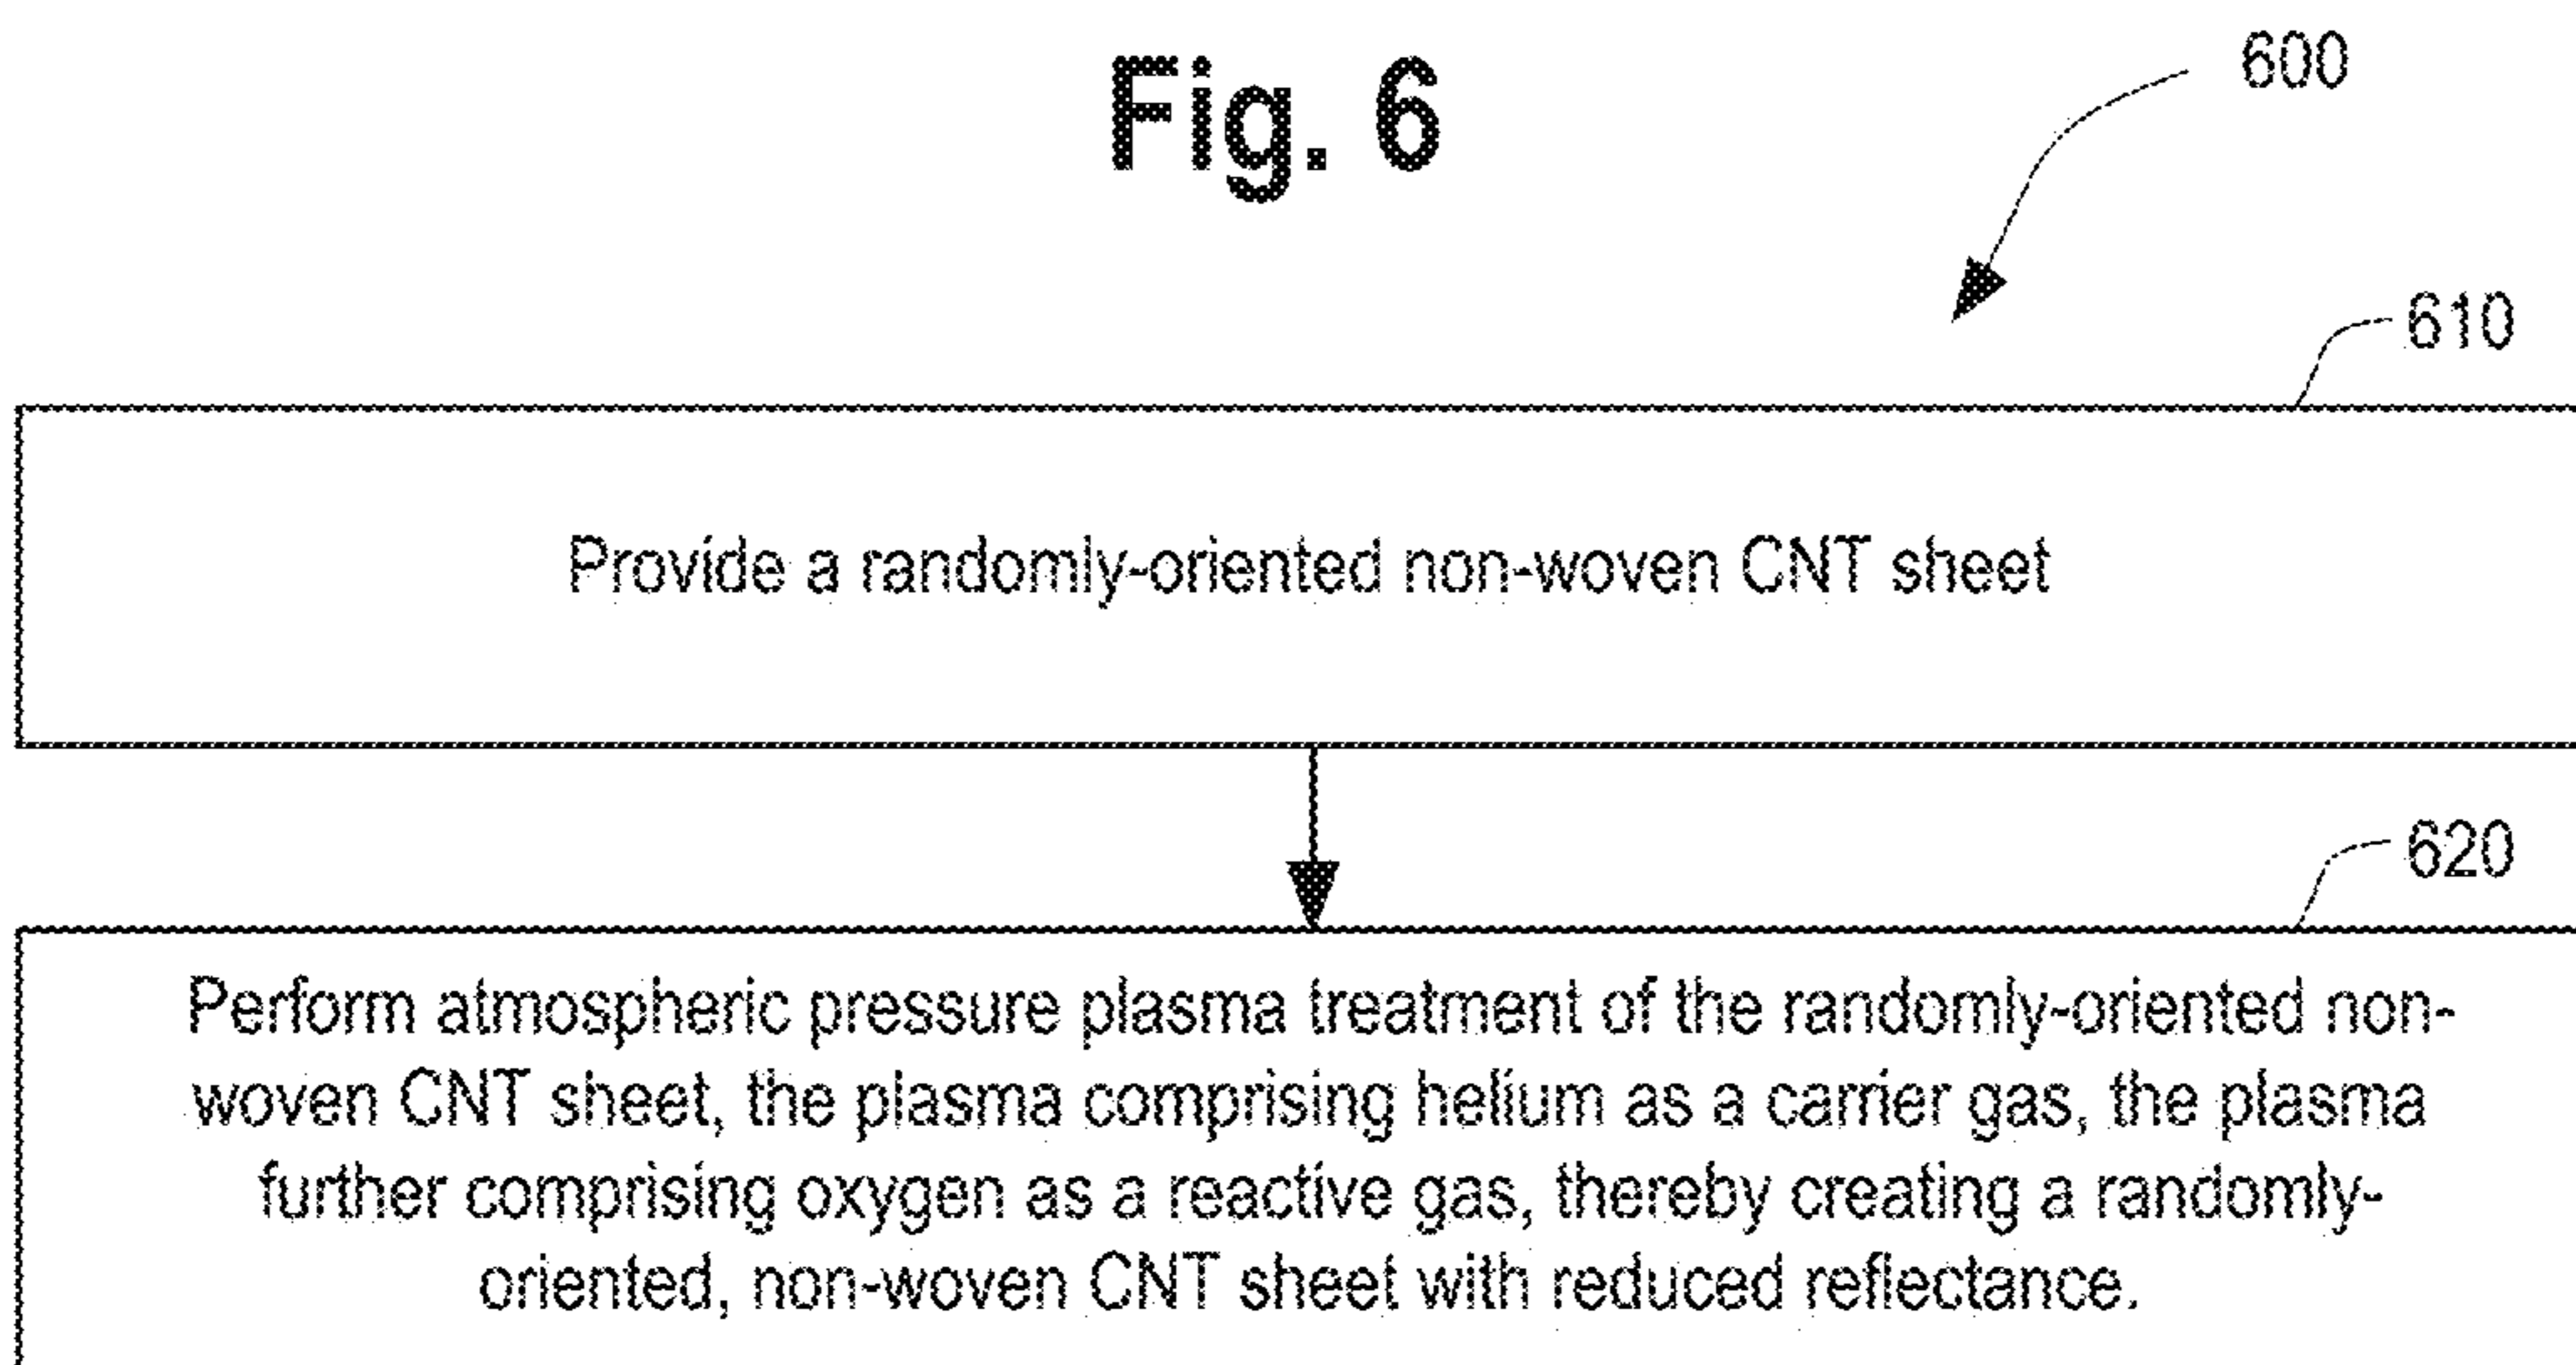 Fig. 6
600
610
Provide a randomly-oriented non-woven CNT sheet
620
Perform atmospheric pressure plasma treatment of the randomly-oriented non-
woven CNT sheet, the plasma comprising helium as a carrier gas, the plasma
further comprising oxygen as a reactive gas, thereby creating a randomly-
oriented, non-woven CNT sheet with reduced reflectance.